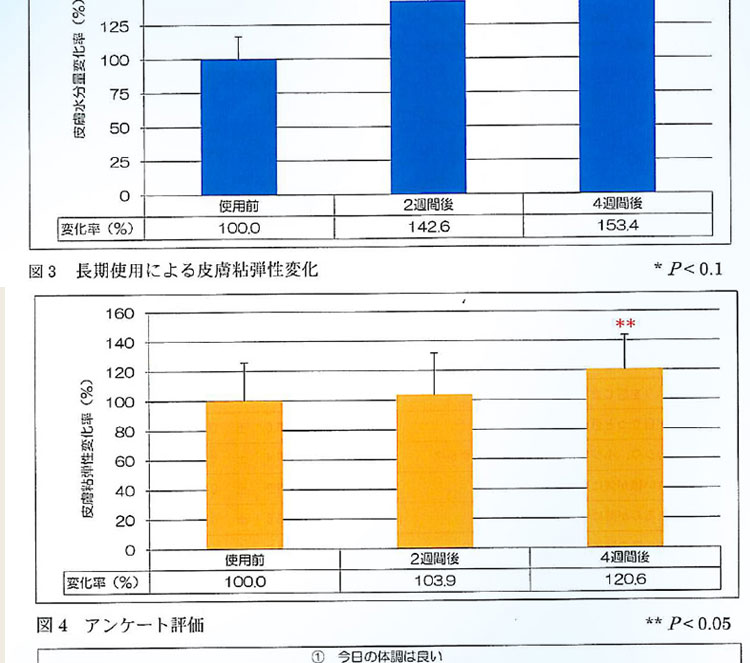 皮膚水分量変化率（%）
125
100
75
50
25
0
使用前 2週間後 4週間後
変化率（%） 100.0 142.6 153.4
図3 長期使用による皮膚粘弾性変化 * P < 0.1
皮膚粘弾性変化率（%）
160
140
120
100
80
60
40
20
0
**
使用前 2週間後 4週間後
変化率（%） 100.0 103.9 120.6
図4 アンケート評価 ** P < 0.05
① 今日の体調は良い